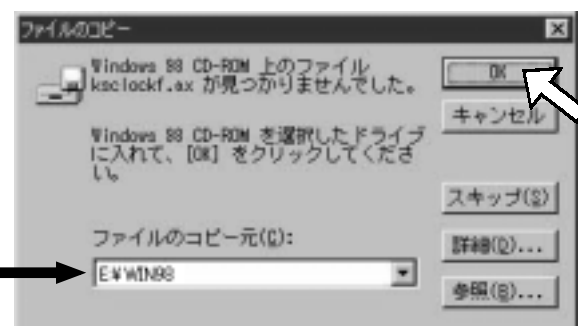 ファイルのコピー
Windows 98 CD-ROM 上のファイル
ksclockf.ax が見つかりませんでした。
Windows 98 CD-ROM を選択したドライブ
に入れて、[OK] をクリックしてくださ
い。
ファイルのコピー元(C):
E:¥WIN98
OK
キャンセル
スキップ(S)
詳細(D)...
参照(B)...